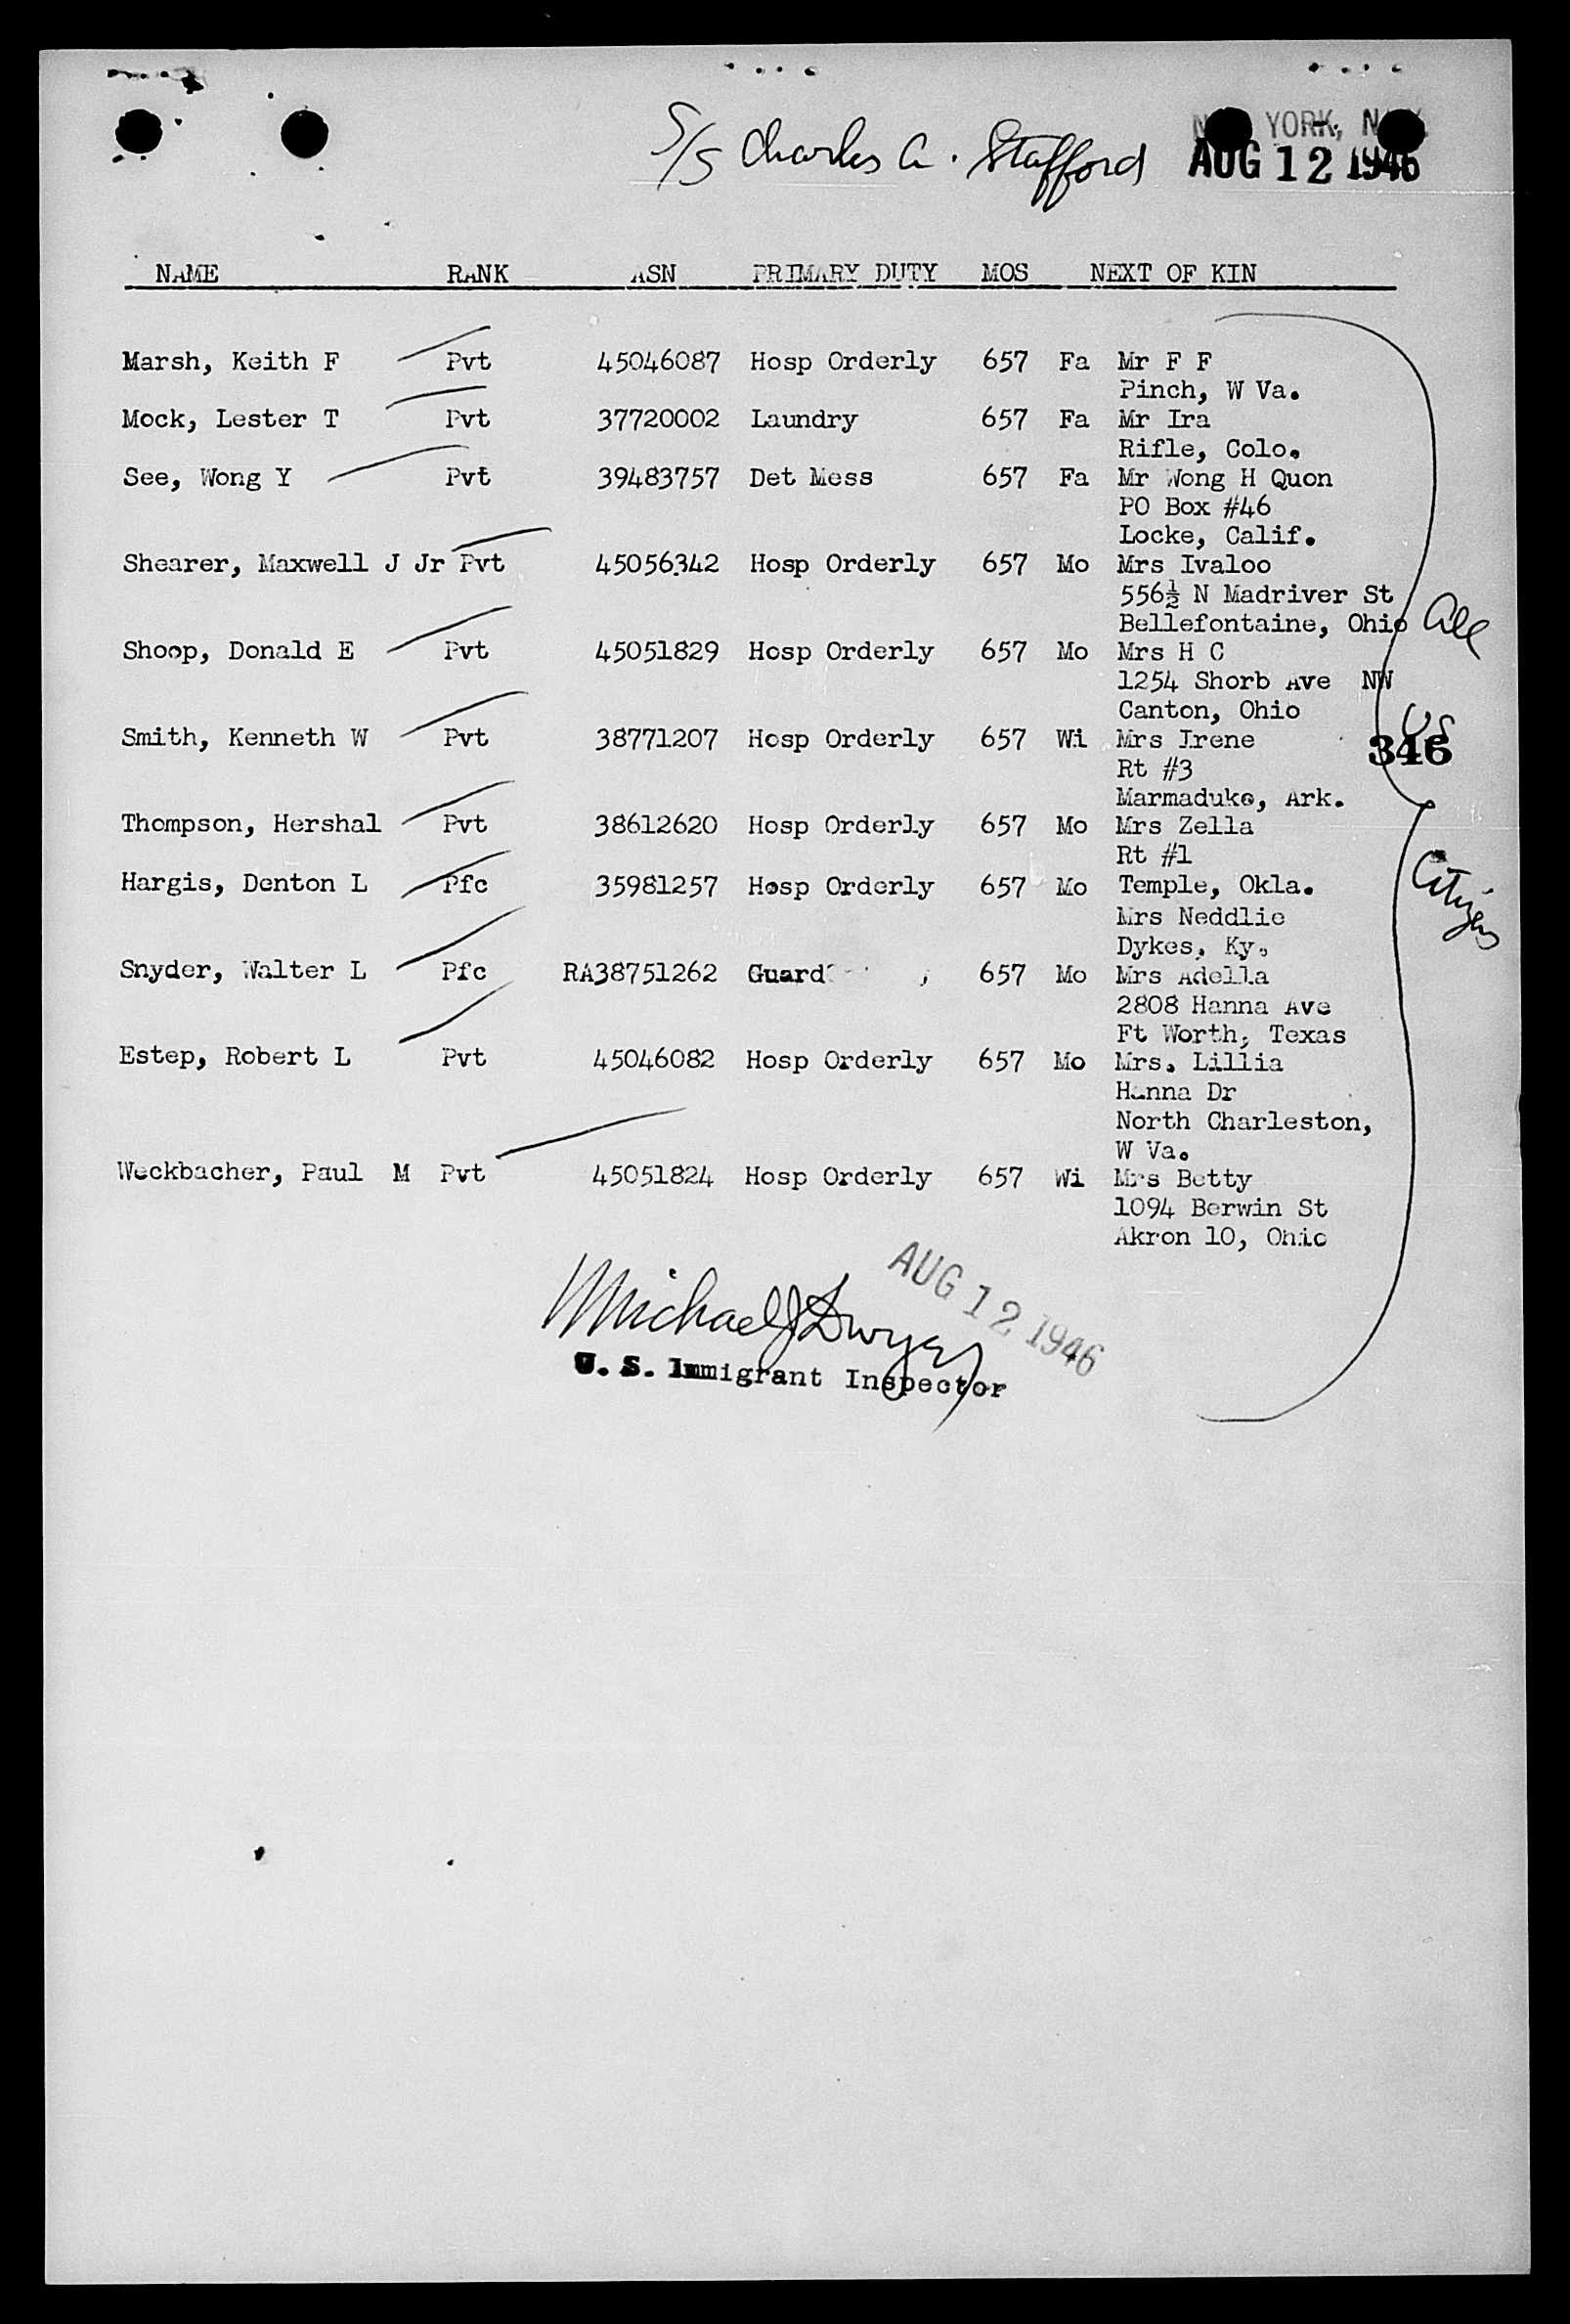 S/S Charles A. Stafford
NEW YORK, N.Y.
AUG 12 1946
NAME RANK ASN PRIMARY DUTY MOS NEXT OF KIN
Marsh, Keith F Pvt 45046087 Hosp Orderly 657 Fa Mr F F
Pinch, W Va.
Mock, Lester T Pvt 37720002 Laundry 657 Fa Mr Ira
Rifle, Colo.
See, Wong Y Pvt 39483757 Det Mess 657 Fa Mr Wong H Quon
PO Box #46
Locke, Calif.
Shearer, Maxwell J Jr Pvt 45056342 Hosp Orderly 657 Mo Mrs Ivaloo
556½ N Madriver St
Bellefontaine, Ohio
All
Shoop, Donald E Pvt 45051829 Hosp Orderly 657 Mo Mrs H C
1254 Shorb Ave NW
Canton, Ohio
US
Smith, Kenneth W Pvt 38771207 Hosp Orderly 657 Wi Mrs Irene
346
Rt #3
Marmaduke, Ark.
Thompson, Hershal Pvt 38612620 Hosp Orderly 657 Mo Mrs Zella
Rt #1
Hargis, Denton L Pfc 35981257 Hosp Orderly 657 Mo Temple, Okla.
Citizens
Mrs Neddlie
Dykes, Ky.
Snyder, Walter L Pfc RA38751262 Guard 657 Mo Mrs Adella
2808 Hanna Ave
Ft Worth, Texas
Estep, Robert L Pvt 45046082 Hosp Orderly 657 Mo Mrs. Lillia
Hanna Dr
North Charleston,
W Va.
Weckbacher, Paul M Pvt 45051824 Hosp Orderly 657 Wi Mrs Betty
1094 Berwin St
Akron 10, Ohio
AUG 12 1946
Michael J Dwyer
U. S. Immigrant Inspector